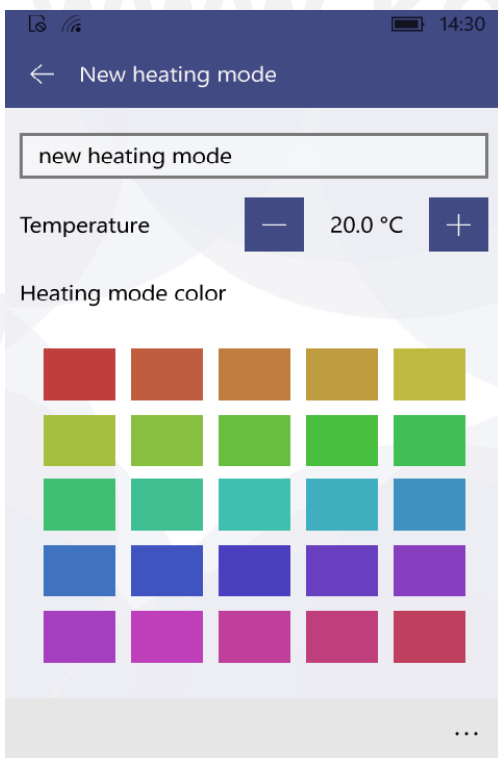 14:30
New heating mode
new heating mode
Temperature
20.0 °C
Heating mode color
...